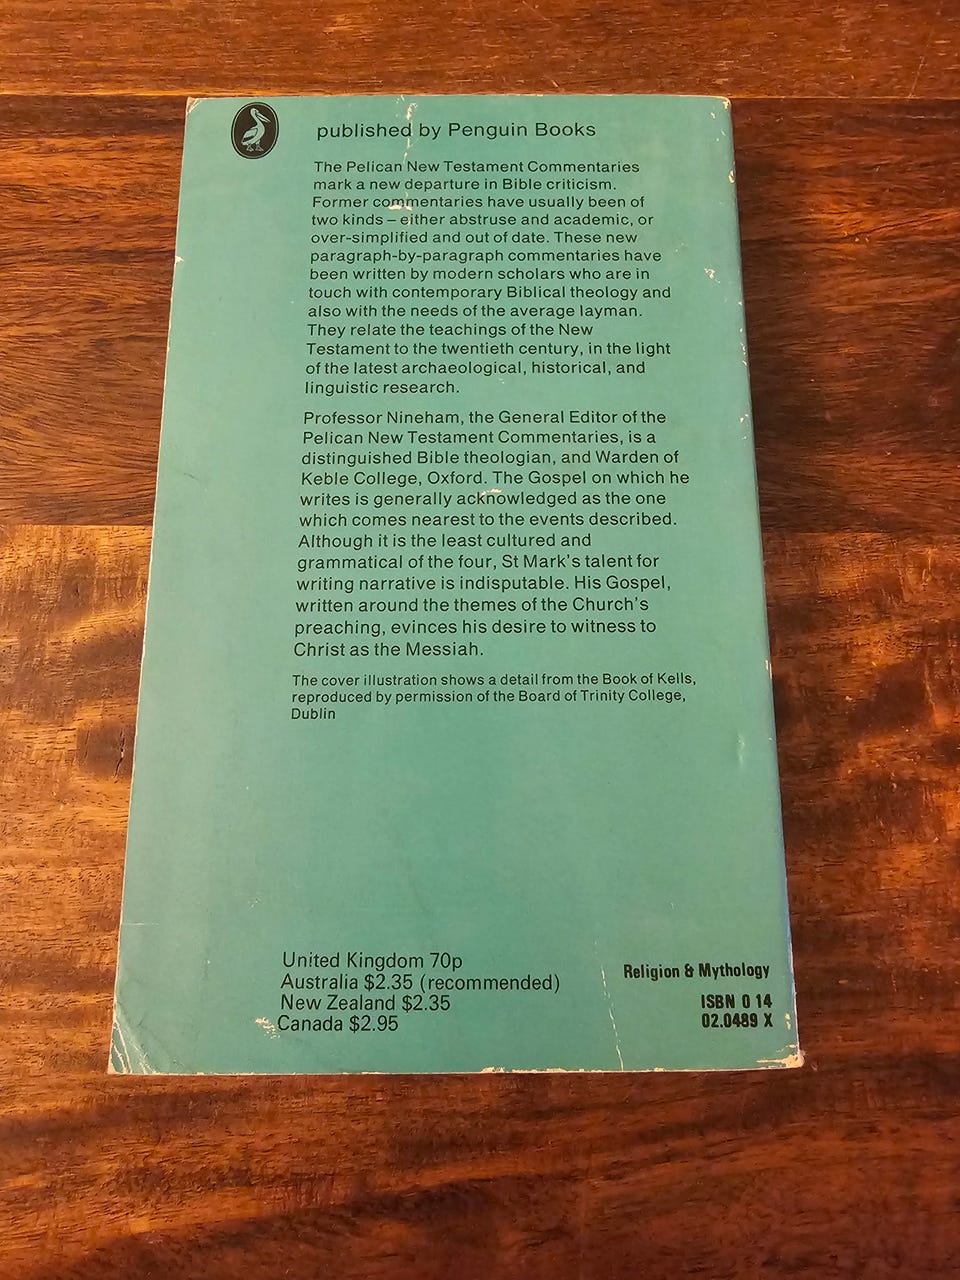 published by Penguin Books
The Pelican New Testament Commentaries
mark a new departure in Bible criticism.
Former commentaries have usually been of
two kinds – either abstruse and academic, or
over-simplified and out of date. These new
paragraph-by-paragraph commentaries have
been written by modern scholars who are in
touch with contemporary Biblical theology and
also with the needs of the average layman.
They relate the teachings of the New
Testament to the twentieth century, in the light
of the latest archaeological, historical, and
linguistic research.
Professor Nineham, the General Editor of the
Pelican New Testament Commentaries, is a
distinguished Bible theologian, and Warden of
Keble College, Oxford. The Gospel on which he
writes is generally acknowledged as the one
which comes nearest to the events described.
Although it is the least cultured and
grammatical of the four, St Mark's talent for
writing narrative is indisputable. His Gospel,
written around the themes of the Church's
preaching, evinces his desire to witness to
Christ as the Messiah.
The cover illustration shows a detail from the Book of Kells,
reproduced by permission of the Board of Trinity College,
Dublin
United Kingdom 70p
Australia $2.35 (recommended)
New Zealand $2.35
Canada $2.95
Religion & Mythology
ISBN 0 14
02.0489 X